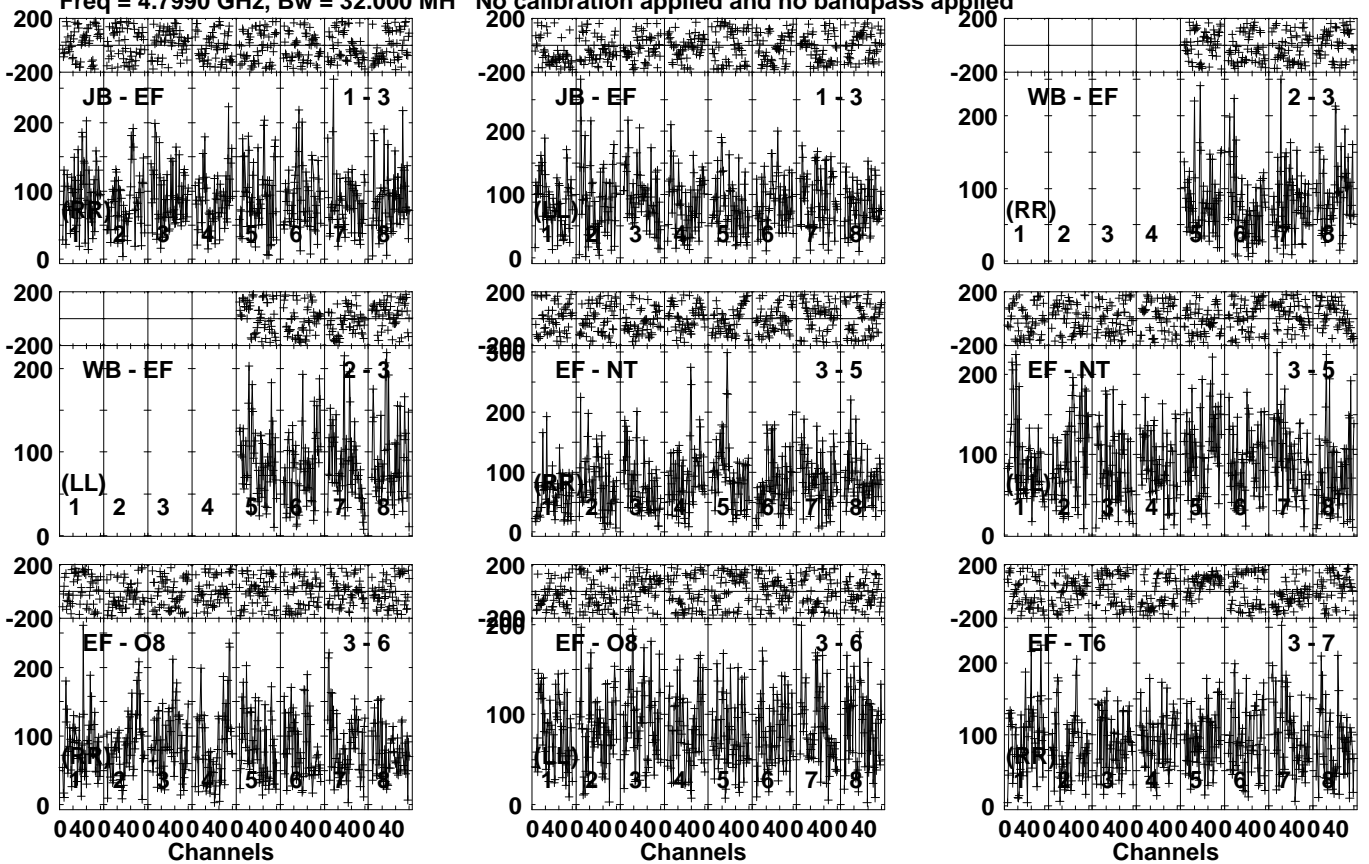 Freq = 4.7990 GHz, Bw = 32.000 MH No calibration applied and no bandpass applied
200 200 200
-200 -200 -200
JB - EF 1 - 3 JB - EF 1 - 3 WB - EF 2 - 3
200 200 200
100 100 100
(RR) (LL) (RR)
1 2 3 4 5 6 7 8 1 2 3 4 5 6 7 8 1 2 3 4 5 6 7 8
0 0 0
200 200 200
-200 -200 -200
300
WB - EF 2 - 3 EF - NT 3 - 5 EF - NT 3 - 5
200 200 200
100 100 100
(LL) (RR) (LL)
1 2 3 4 5 6 7 8 1 2 3 4 5 6 7 8 1 2 3 4 5 6 7 8
0 0 0
200 200 200
-200 -200 -200
200
EF - O8 3 - 6 EF - O8 3 - 6 EF - T6 3 - 7
200 200
100 100 100
(RR) (LL) (RR)
1 2 3 4 5 6 7 8 1 2 3 4 5 6 7 8 1 2 3 4 5 6 7 8
0 0 0
0 40 0 40 0 40 0 40 0 40 0 40 0 40 0 40 0 40 0 40 0 40 0 40 0 40 0 40 0 40 0 40 0 40 0 40 0 40 0 40 0 40 0 40 0 40 0 40
Channels Channels Channels